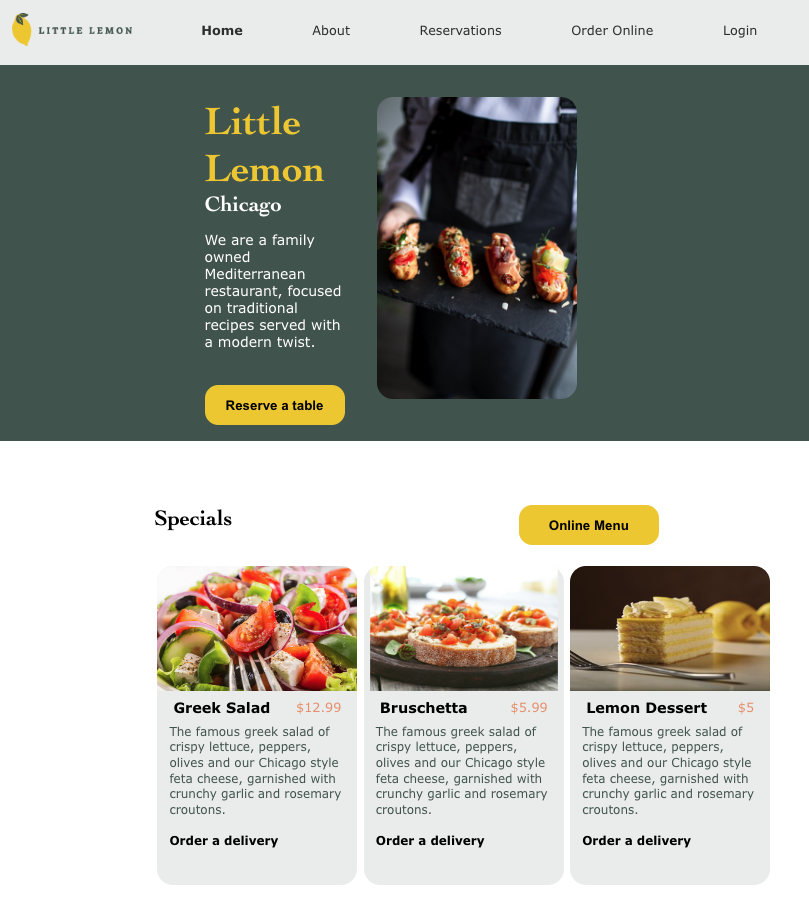 LITTLE LEMON
Home
About
Reservations
Order Online
Login
Little
Lemon
Chicago
We are a family
owned
Mediterranean
restaurant, focused
on traditional
recipes served with
a modern twist.
Reserve a table
Specials
Online Menu
Greek Salad $12.99
The famous greek salad of
crispy lettuce, peppers,
olives and our Chicago style
feta cheese, garnished with
crunchy garlic and rosemary
croutons.
Order a delivery
Bruschetta $5.99
The famous greek salad of
crispy lettuce, peppers,
olives and our Chicago style
feta cheese, garnished with
crunchy garlic and rosemary
croutons.
Order a delivery
Lemon Dessert $5
The famous greek salad of
crispy lettuce, peppers,
olives and our Chicago style
feta cheese, garnished with
crunchy garlic and rosemary
croutons.
Order a delivery